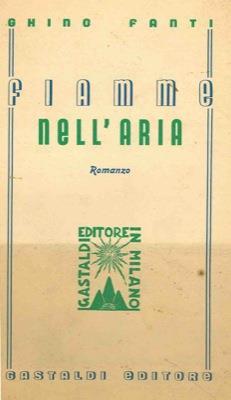 GHINO FANTI
FIAMME
NELL'ARIA
Romanzo
GASTALDI
EDITORE
IN MILANO
GASTALDI EDITORE